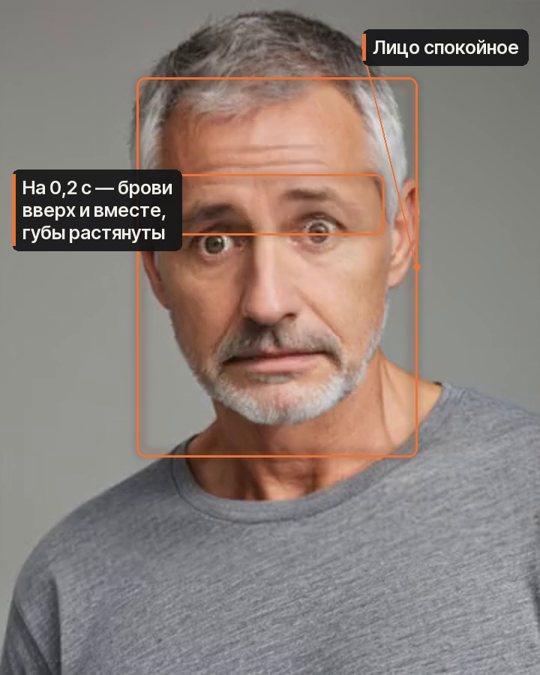 Лицо спокойное
На 0,2 с — брови
вверх и вместе,
губы растянуты